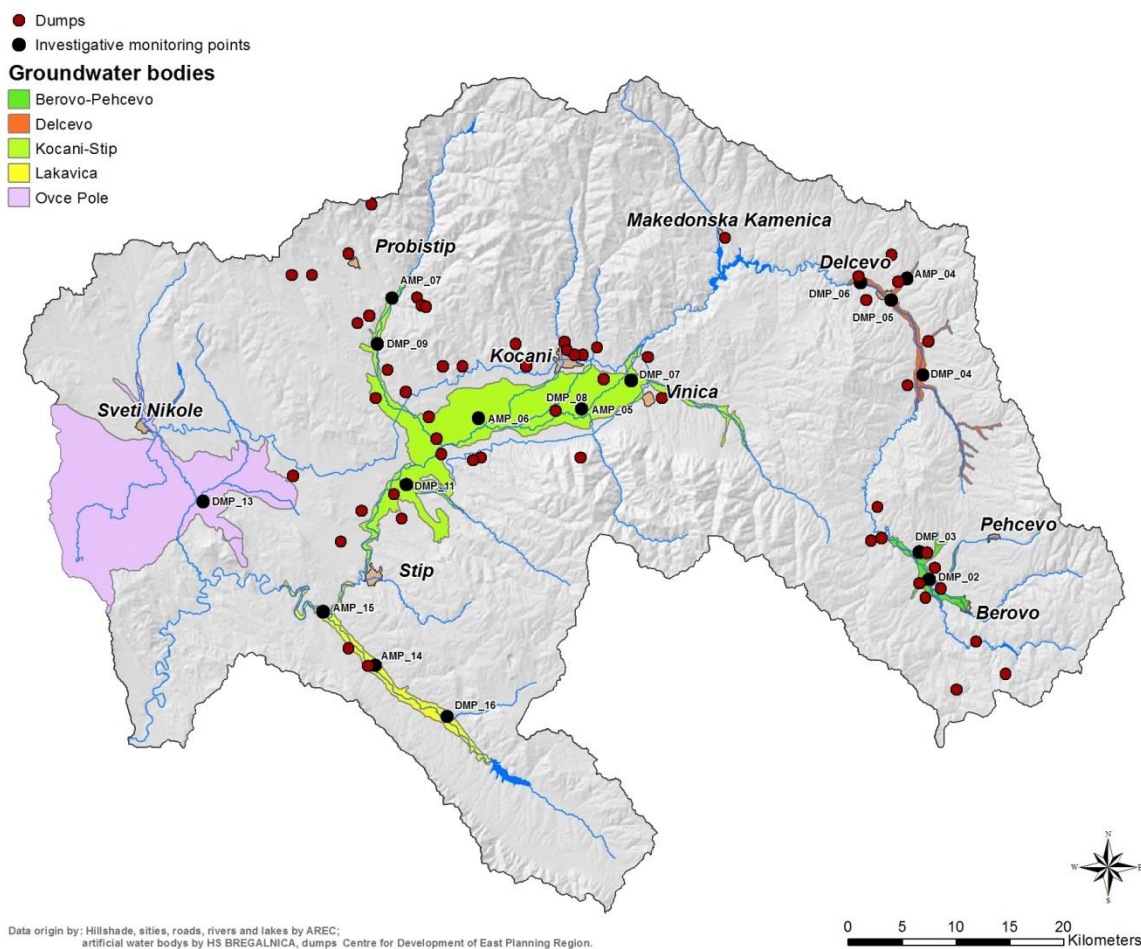 Dumps
Investigative monitoring points
Groundwater bodies
Berovo-Pehcevo
Delcevo
Kocani-Stip
Lakavica
Ovce Pole
Makedonska Kamenica
Probistip
Delcevo
AMP_04
AMP_07
DMP_06
DMP_05
DMP_09
Kocani
DMP_07
DMP_04
Vinica
DMP_08
AMP_05
Sveti Nikole
AMP_06
DMP_11
DMP_13
Pehcevo
DMP_03
Stip
DMP_02
Berovo
AMP_15
AMP_14
DMP_16
N
W E
S
Data origin by: Hillshade, sities, roads, rivers and lakes by AREC;
artificial water bodys by HS BREGALNICA, dumps Centre for Development of East Planning Region.
0 5 10 15 20
Kilometers